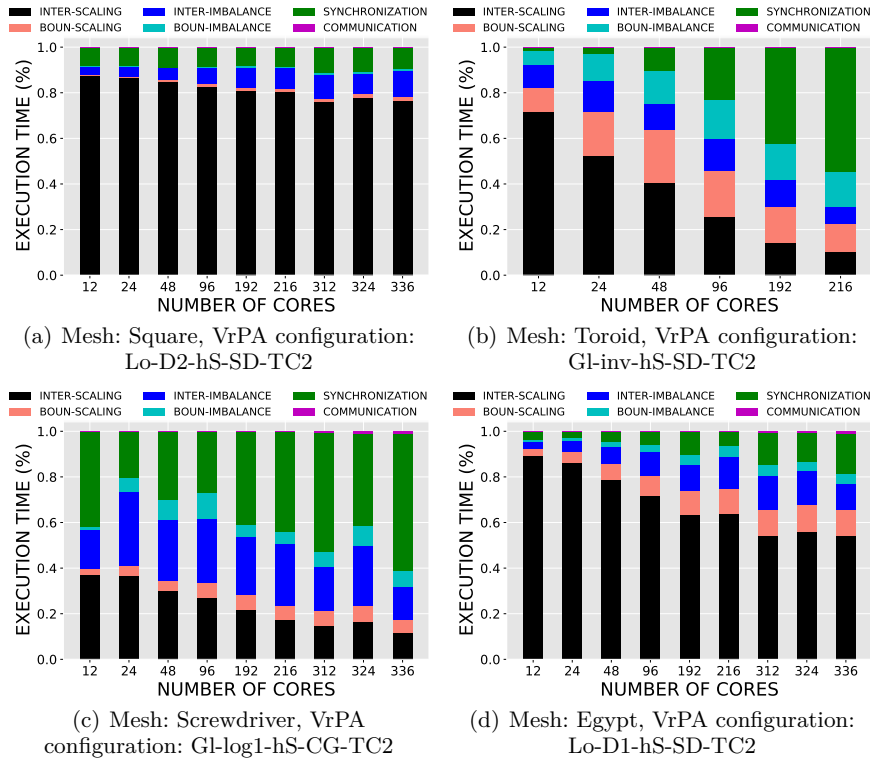 INTER-SCALING INTER-IMBALANCE SYNCHRONIZATION
BOUN-SCALING BOUN-IMBALANCE COMMUNICATION
EXECUTION TIME (%)
1.0
0.8
0.6
0.4
0.2
0.0
12 24 48 96 192 216 312 324 336
NUMBER OF CORES
(a) Mesh: Square, VrPA configuration:
Lo-D2-hS-SD-TC2
INTER-SCALING INTER-IMBALANCE SYNCHRONIZATION
BOUN-SCALING BOUN-IMBALANCE COMMUNICATION
EXECUTION TIME (%)
1.0
0.8
0.6
0.4
0.2
0.0
12 24 48 96 192 216
NUMBER OF CORES
(b) Mesh: Toroid, VrPA configuration:
Gl-inv-hS-SD-TC2
INTER-SCALING INTER-IMBALANCE SYNCHRONIZATION
BOUN-SCALING BOUN-IMBALANCE COMMUNICATION
EXECUTION TIME (%)
1.0
0.8
0.6
0.4
0.2
0.0
12 24 48 96 192 216 312 324 336
NUMBER OF CORES
(c) Mesh: Screwdriver, VrPA
configuration: Gl-log1-hS-CG-TC2
INTER-SCALING INTER-IMBALANCE SYNCHRONIZATION
BOUN-SCALING BOUN-IMBALANCE COMMUNICATION
EXECUTION TIME (%)
1.0
0.8
0.6
0.4
0.2
0.0
12 24 48 96 192 216 312 324 336
NUMBER OF CORES
(d) Mesh: Egypt, VrPA configuration:
Lo-D1-hS-SD-TC2